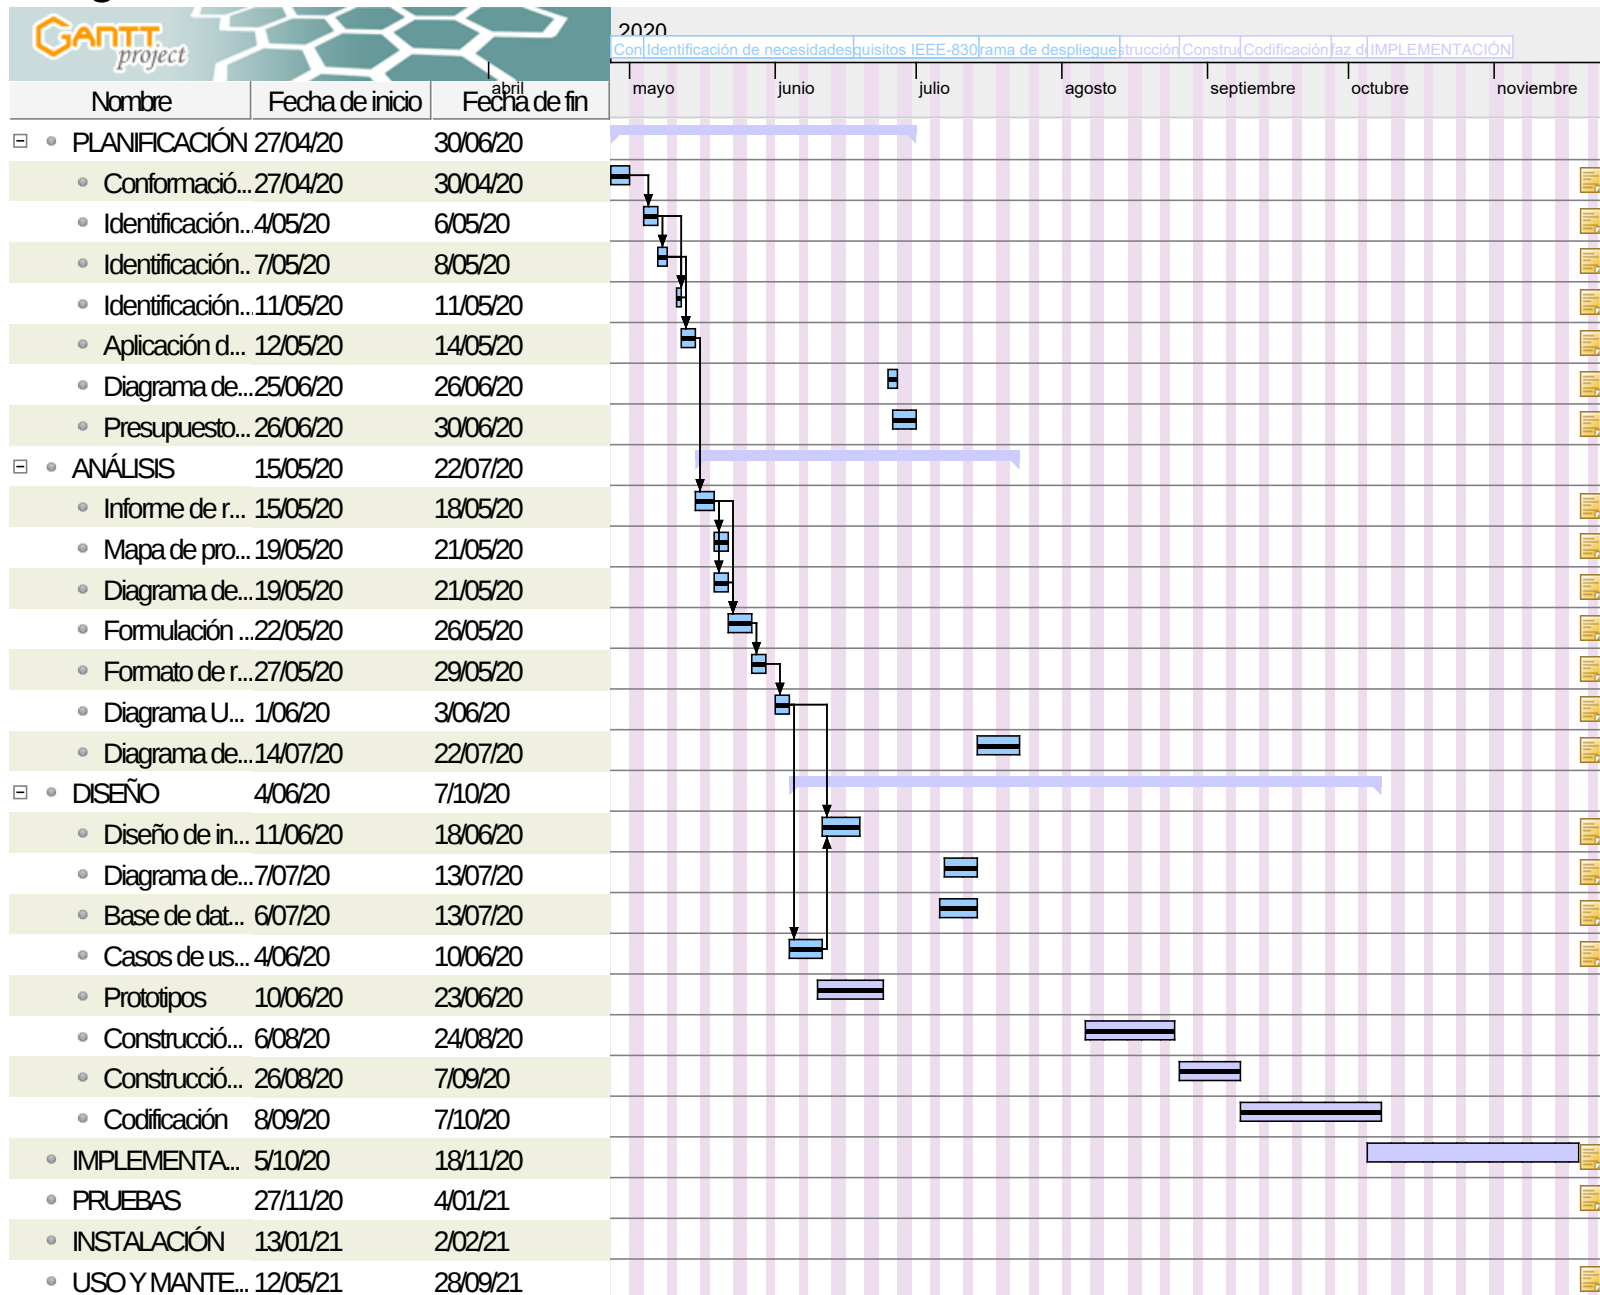 GANTT project
2020
Con Identificación de necesidades quisitos IEEE-830 rama de despliegue strucción Constru Codificación faz de IMPLEMENTACIÓN
abril mayo junio julio agosto septiembre octubre noviembre
Nombre Fecha de inicio Fecha de fin
PLANIFICACIÓN 27/04/20 30/06/20
Conformació... 27/04/20 30/04/20
Identificación... 4/05/20 6/05/20
Identificación... 7/05/20 8/05/20
Identificación... 11/05/20 11/05/20
Aplicación d... 12/05/20 14/05/20
Diagrama de... 25/06/20 26/06/20
Presupuesto... 26/06/20 30/06/20
ANÁLISIS 15/05/20 22/07/20
Informe de r... 15/05/20 18/05/20
Mapa de pro... 19/05/20 21/05/20
Diagrama de... 19/05/20 21/05/20
Formulación ... 22/05/20 26/05/20
Formato de r... 27/05/20 29/05/20
Diagrama U... 1/06/20 3/06/20
Diagrama de... 14/07/20 22/07/20
DISEÑO 4/06/20 7/10/20
Diseño de in... 11/06/20 18/06/20
Diagrama de... 7/07/20 13/07/20
Base de dat... 6/07/20 13/07/20
Casos de us... 4/06/20 10/06/20
Prototipos 10/06/20 23/06/20
Construcció... 6/08/20 24/08/20
Construcció... 26/08/20 7/09/20
Codificación 8/09/20 7/10/20
IMPLEMENTA... 5/10/20 18/11/20
PRUEBAS 27/11/20 4/01/21
INSTALACIÓN 13/01/21 2/02/21
USO Y MANTE... 12/05/21 28/09/21